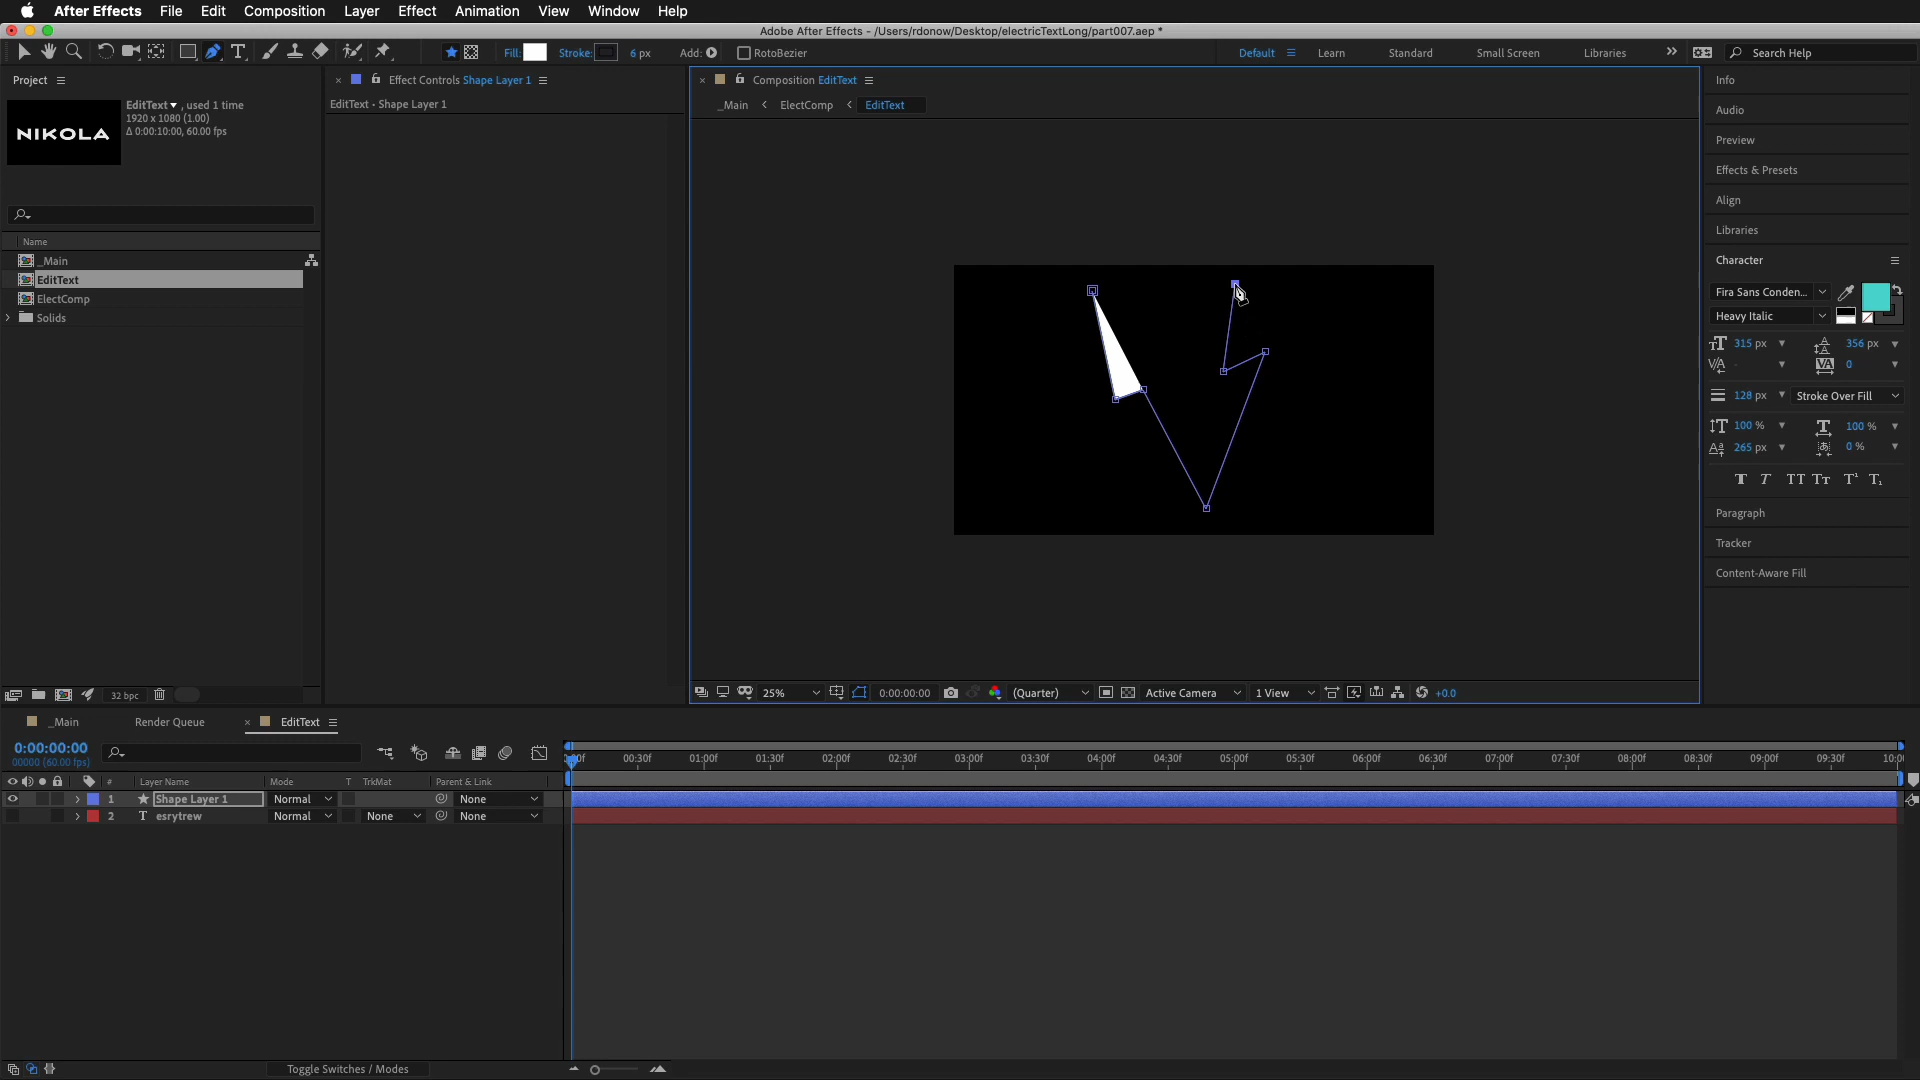 After Effects File Edit Composition Layer Effect Animation View Window Help
Adobe After Effects - /Users/rdonow/Desktop/electricTextLong/part007.aep *
Fill: Stroke: 6 px Add: RotoBezier Default Learn Standard Small Screen Libraries Search Help
Project
Effect Controls Shape Layer 1
Composition EditText
EditText - Shape Layer 1
_Main ElectComp EditText
EditText , used 1 time
1920 x 1080 (1.00)
Δ 0:00:10:00, 60.00 fps
NIKOLA
Name
_Main
EditText
ElectComp
Solids
32 bpc
25% 0:00:00:00 (Quarter) Active Camera 1 View +0.0
Info
Audio
Preview
Effects & Presets
Align
Libraries
Character
Fira Sans Conden...
Heavy Italic
315 px 356 px
- 0
128 px Stroke Over Fill
100 % 100 %
265 px 0 %
T T TT Tт T¹ T₁
Paragraph
Tracker
Content-Aware Fill
_Main Render Queue EditText
0:00:00:00
00000 (60.00 fps)
00:30f 01:00f 01:30f 02:00f 02:30f 03:00f 03:30f 04:00f 04:30f 05:00f 05:30f 06:00f 06:30f 07:00f 07:30f 08:00f 08:30f 09:00f 09:30f 10:0
# Layer Name Mode T TrkMat Parent & Link
1 Shape Layer 1 Normal None
2 T esrytrew Normal None None
Toggle Switches / Modes